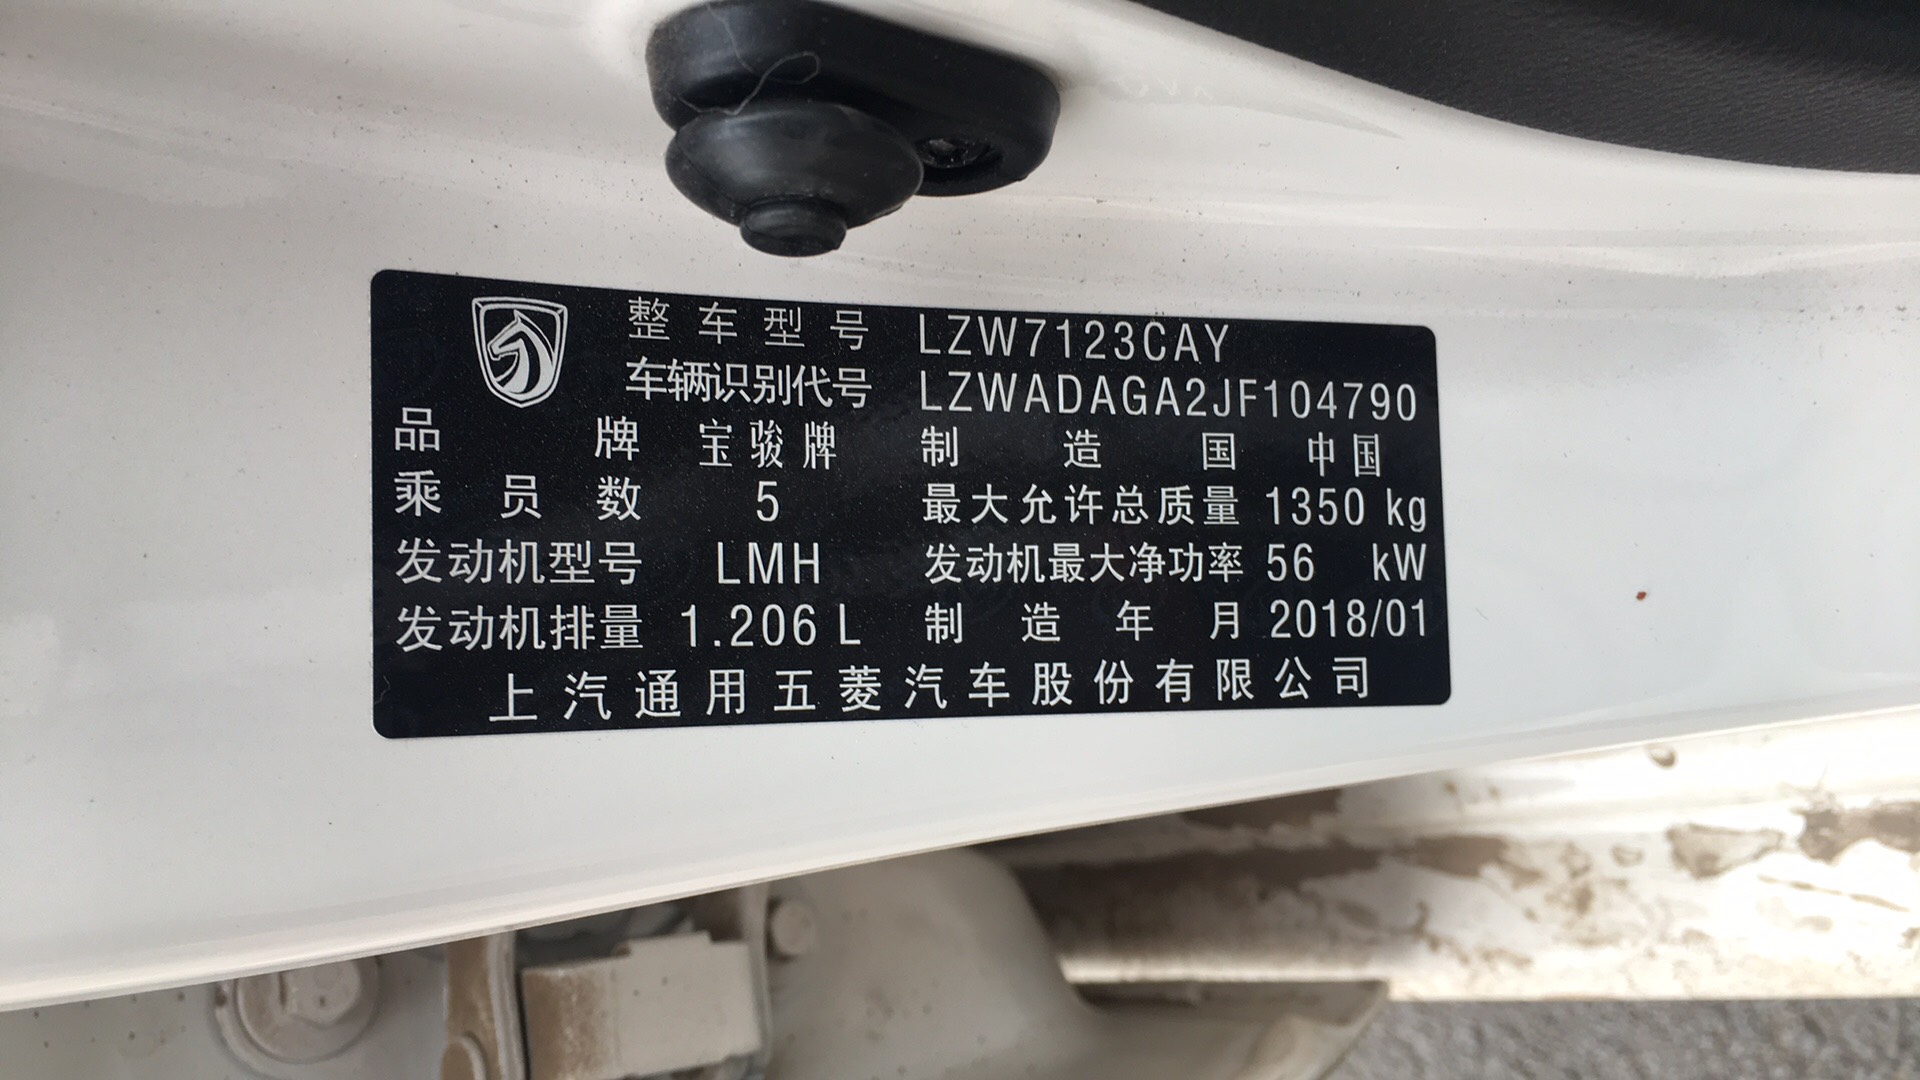 整车型号 LZW7123CAY
车辆识别代号 LZWADAGA2JF104790
品牌 宝骏牌 制造国 中国
乘员数 5 最大允许总质量 1350 kg
发动机型号 LMH 发动机最大净功率 56 kW
发动机排量 1.206 L 制造年月 2018/01
上汽通用五菱汽车股份有限公司